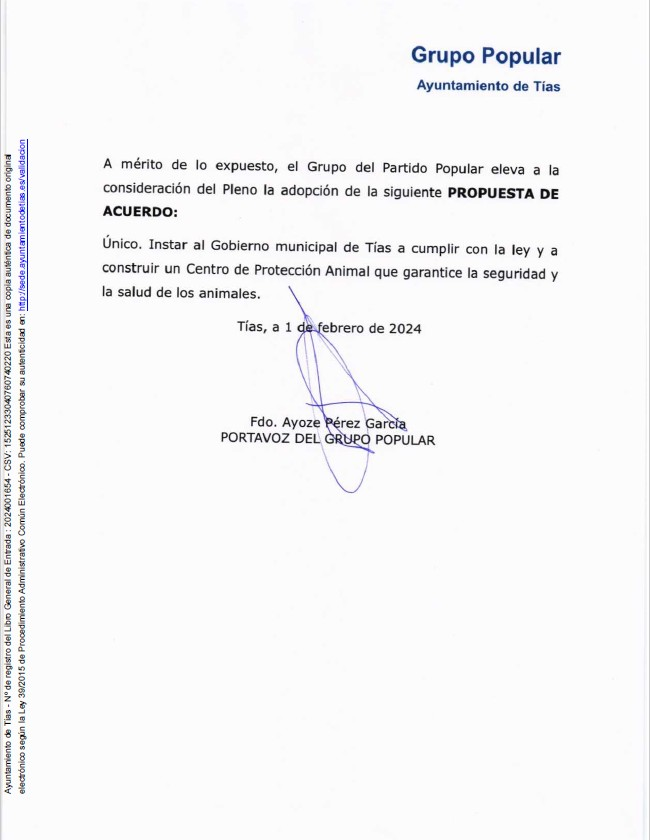 Grupo Popular
Ayuntamiento de Tías
A mérito de lo expuesto, el Grupo del Partido Popular eleva a la
consideración del Pleno la adopción de la siguiente PROPUESTA DE
ACUERDO:
Único. Instar al Gobierno municipal de Tías a cumplir con la ley y a
construir un Centro de Protección Animal que garantice la seguridad y
la salud de los animales.
Tías, a 1 de febrero de 2024
Fdo. Ayoze Pérez García
PORTAVOZ DEL GRUPO POPULAR
Ayuntamiento de Tías - Nº de registro del Libro General de Entrada : 2024001654 - CSV: 15251233040760740220 Esta es una copia auténtica de documento original
electrónico según la Ley 39/2015 de Procedimiento Administrativo Común Electrónico. Puede comprobar su autenticidad en: http://sede.ayuntamientodetias.es/validacion